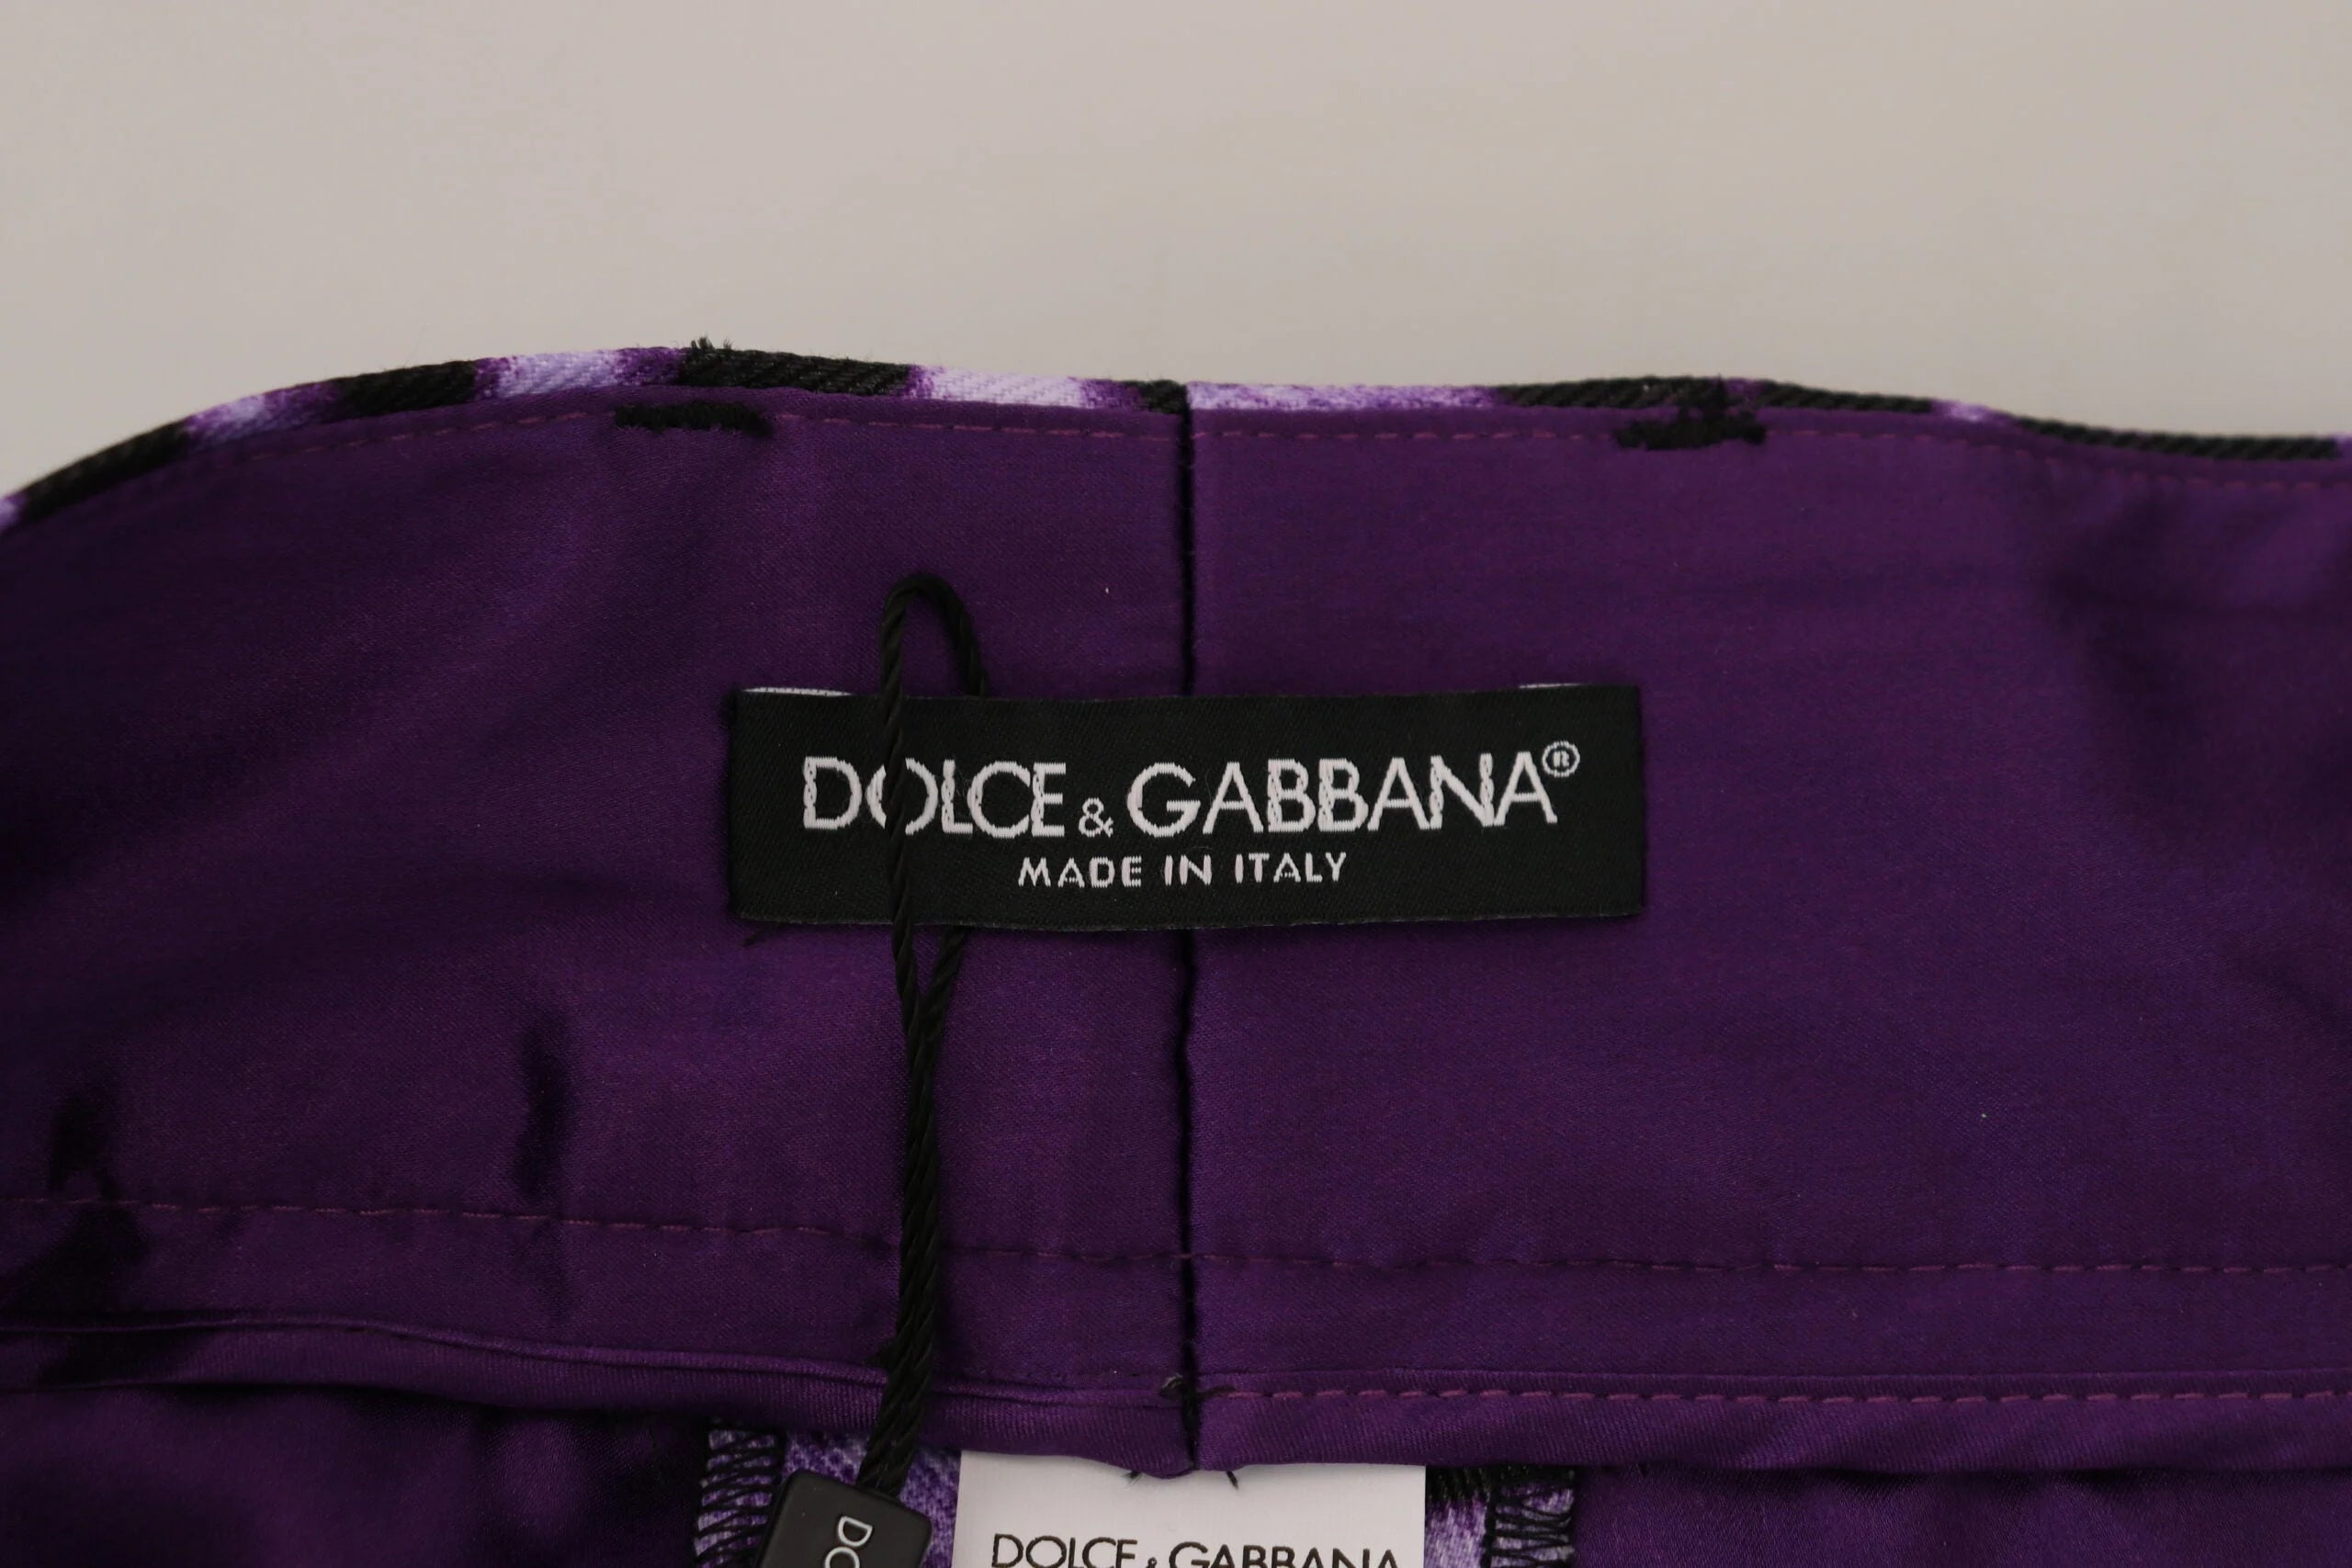 DOLCE & GABBANA®
MADE IN ITALY
DOLCE & GABBANA